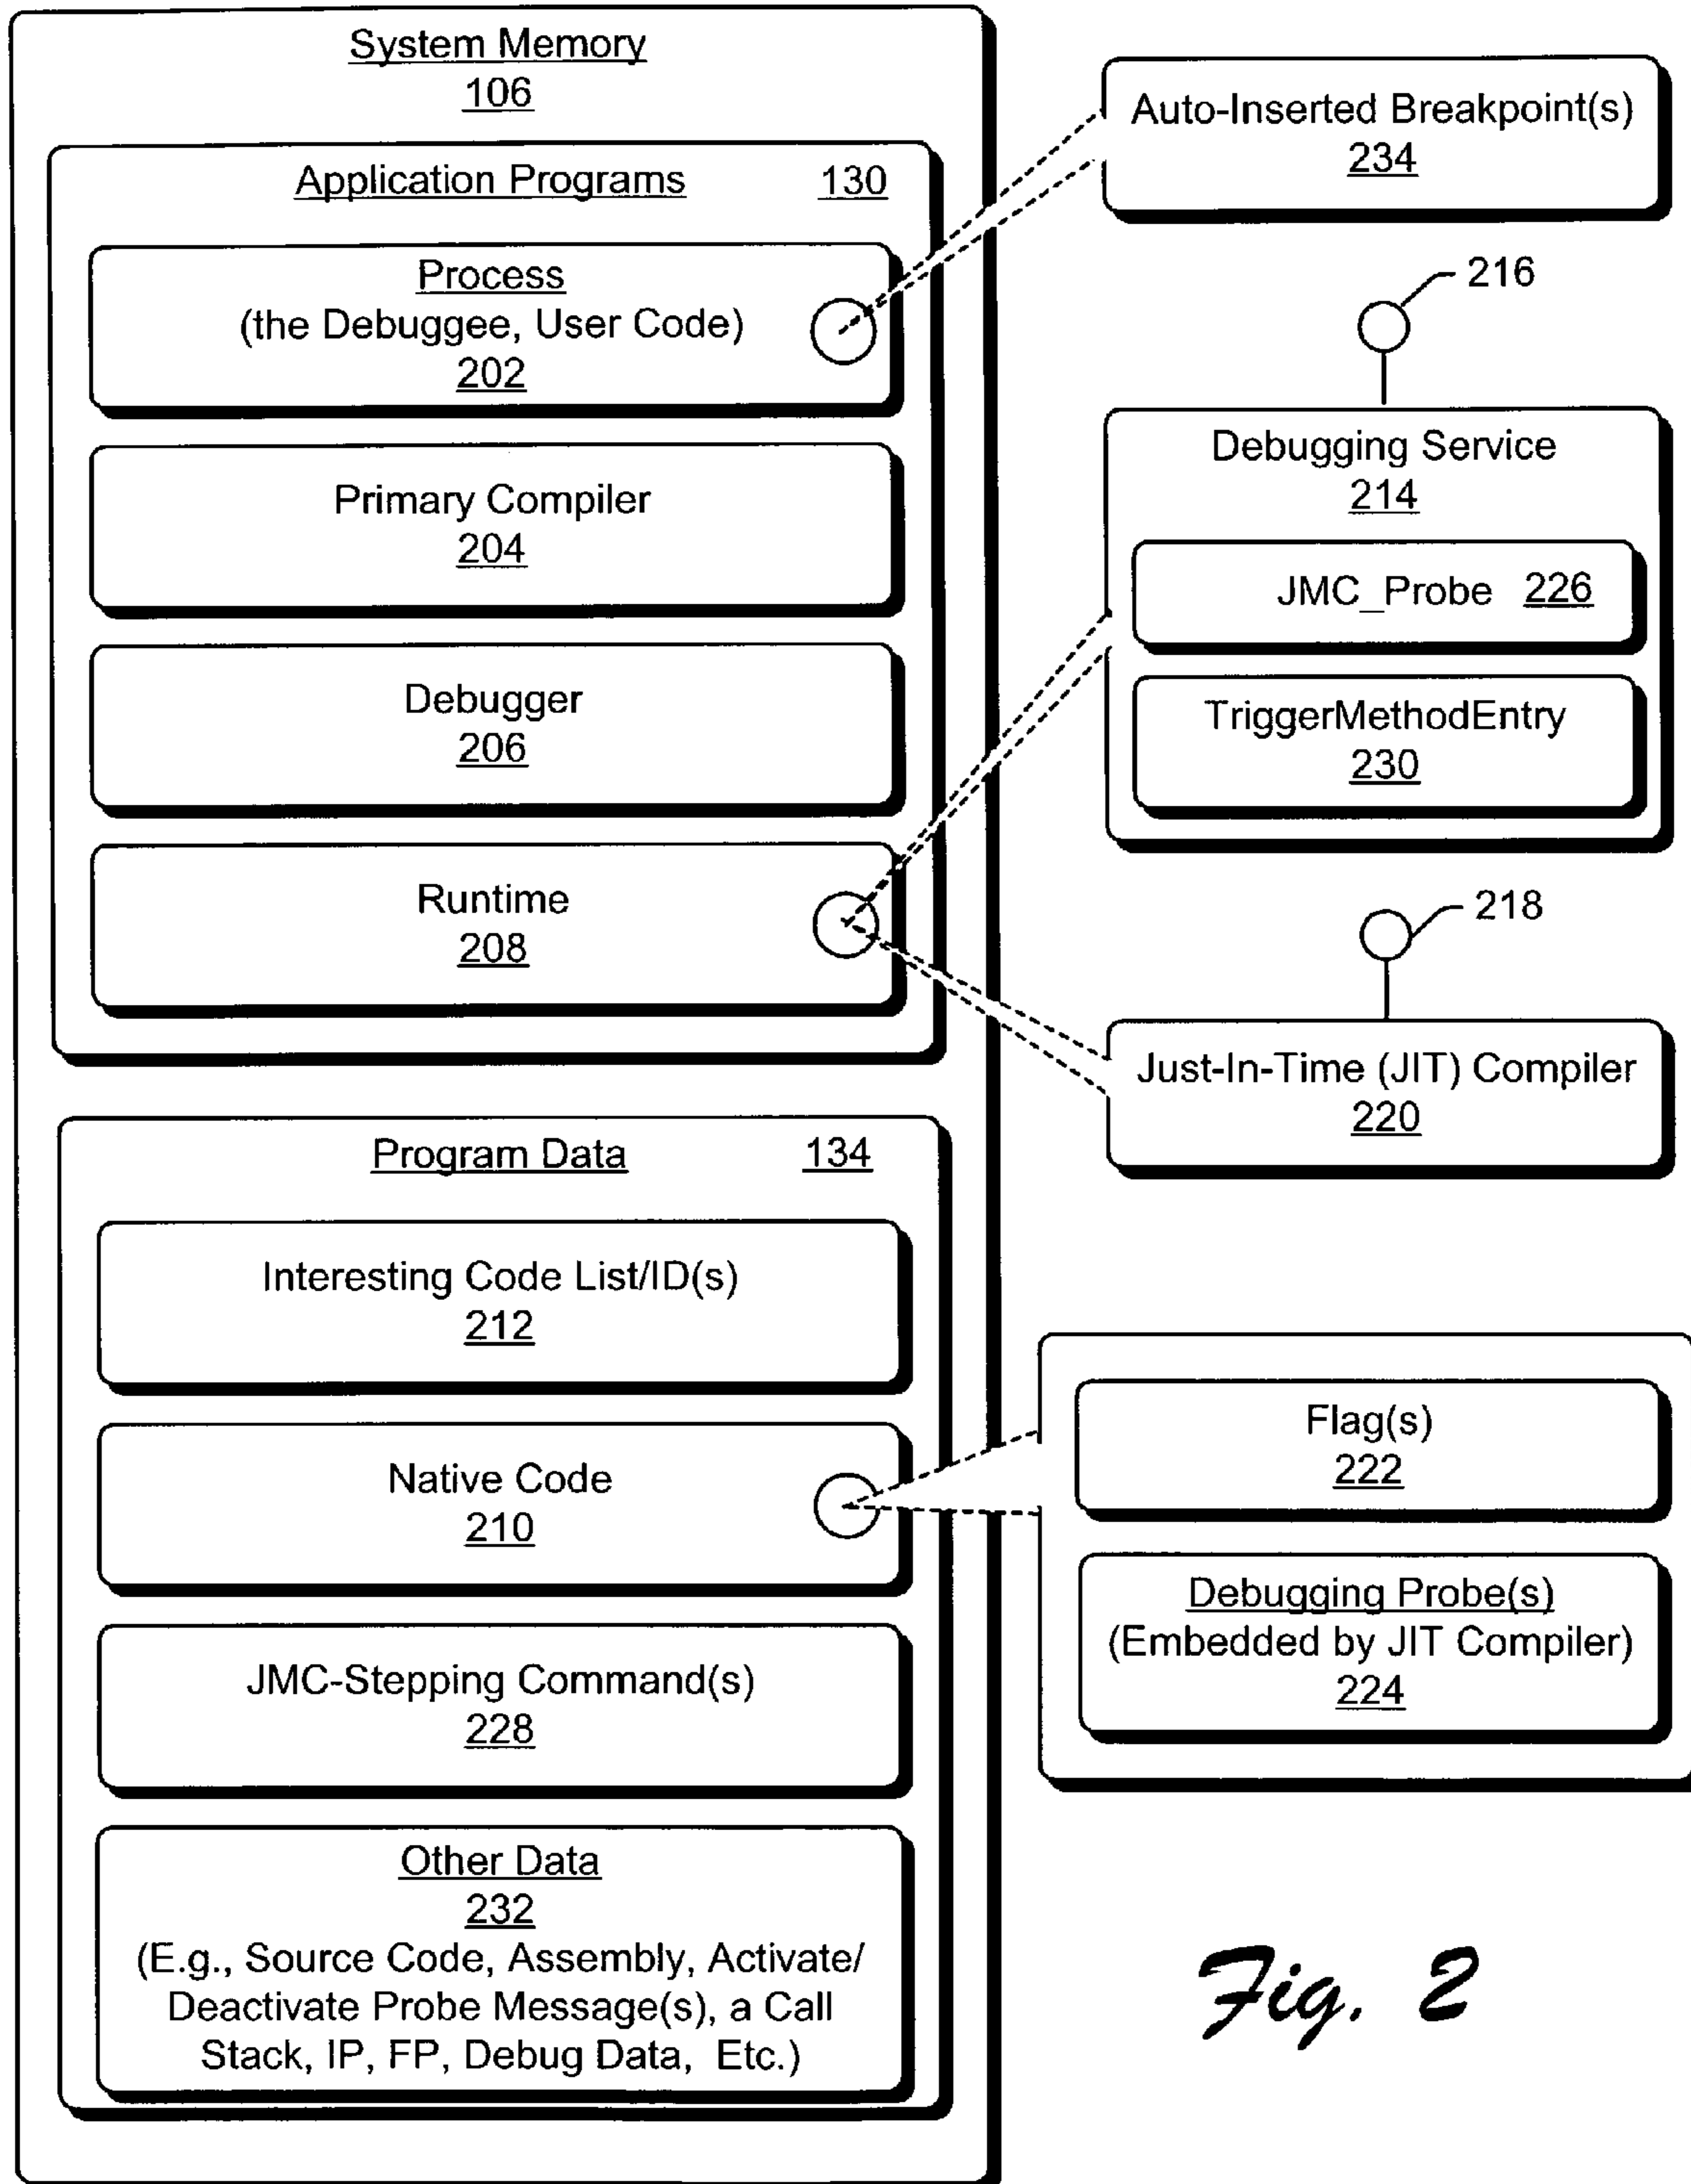 System Memory
106
Application Programs 130
Process
(the Debuggee, User Code)
202
Primary Compiler
204
Debugger
206
Runtime
208
Program Data 134
Interesting Code List/ID(s)
212
Native Code
210
JMC-Stepping Command(s)
228
Other Data
232
(E.g., Source Code, Assembly, Activate/
Deactivate Probe Message(s), a Call
Stack, IP, FP, Debug Data, Etc.)
Auto-Inserted Breakpoint(s)
234
216
Debugging Service
214
JMC_Probe 226
TriggerMethodEntry
230
218
Just-In-Time (JIT) Compiler
220
Flag(s)
222
Debugging Probe(s)
(Embedded by JIT Compiler)
224
Fig. 2